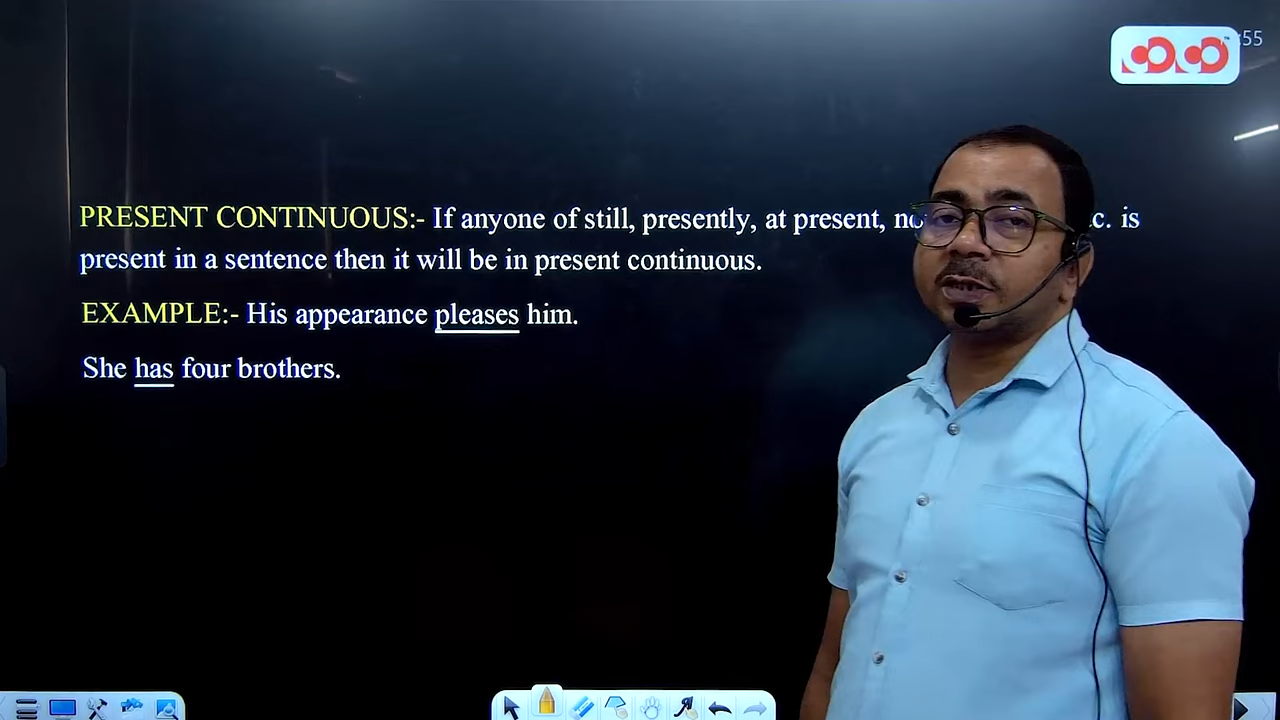 :55
PRESENT CONTINUOUS:- If anyone of still, presently, at present, is
present in a sentence then it will be in present continuous.
EXAMPLE:- His appearance pleases him.
She has four brothers.